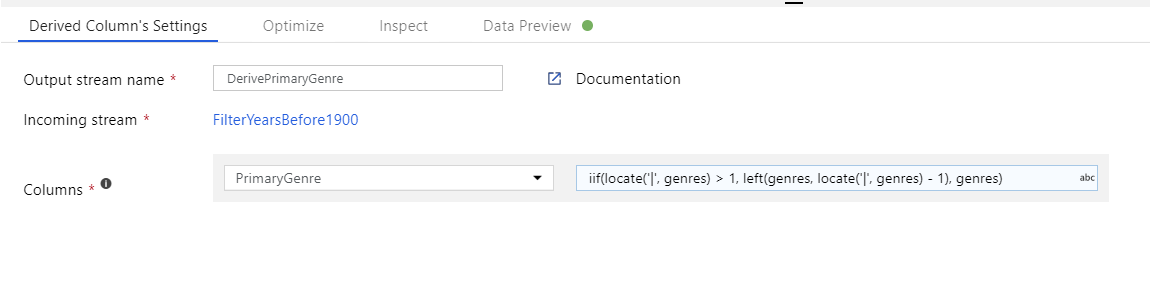 Derived Column's Settings Optimize Inspect Data Preview
Output stream name * DerivePrimaryGenre Documentation
Incoming stream * FilterYearsBefore1900
Columns * PrimaryGenre iif(locate('|', genres) > 1, left(genres, locate('|', genres) - 1), genres) abc